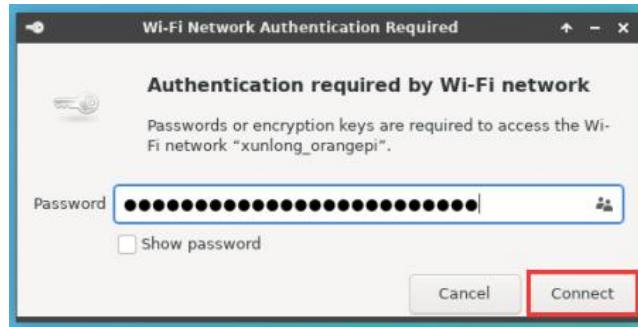 Wi-Fi Network Authentication Required
Authentication required by Wi-Fi network
Passwords or encryption keys are required to access the Wi-
Fi network “xunlong_orangepi”.
Password ●●●●●●●●●●●●●●●●●●●●●●●●●
Show password
Cancel Connect